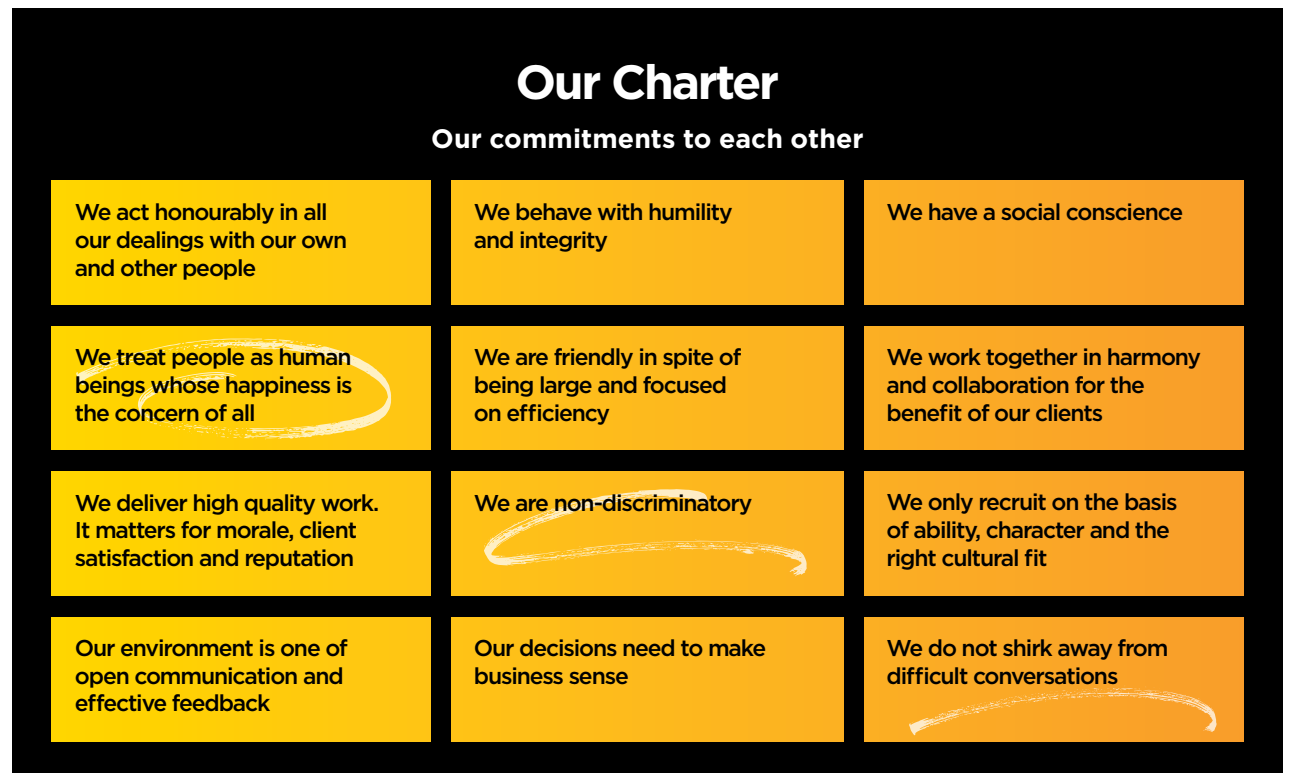 Our Charter
Our commitments to each other
We act honourably in all
our dealings with our own
and other people
We behave with humility
and integrity
We have a social conscience
We treat people as human
beings whose happiness is
the concern of all
We are friendly in spite of
being large and focused
on efficiency
We work together in harmony
and collaboration for the
benefit of our clients
We deliver high quality work.
It matters for morale, client
satisfaction and reputation
We are non-discriminatory
We only recruit on the basis
of ability, character and the
right cultural fit
Our environment is one of
open communication and
effective feedback
Our decisions need to make
business sense
We do not shirk away from
difficult conversations